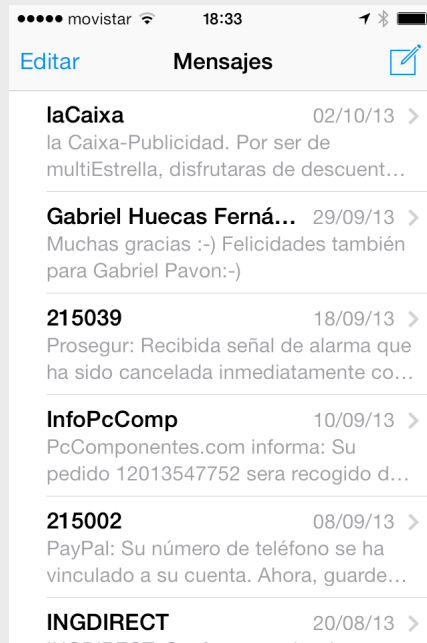 movistar 18:33
Editar Mensajes
laCaixa 02/10/13
la Caixa-Publicidad. Por ser de
multiEstrella, disfrutaras de descuent...
Gabriel Huecas Ferná... 29/09/13
Muchas gracias :-) Felicidades también
para Gabriel Pavon:-)
215039 18/09/13
Prosegur: Recibida señal de alarma que
ha sido cancelada inmediatamente co...
InfoPcComp 10/09/13
PcComponentes.com informa: Su
pedido 12013547752 sera recogido d...
215002 08/09/13
PayPal: Su número de teléfono se ha
vinculado a su cuenta. Ahora, guarde...
INGDIRECT 20/08/13